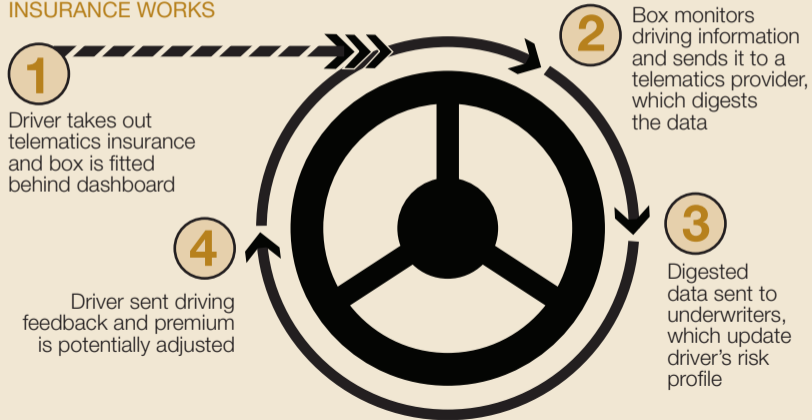 INSURANCE WORKS
1
Driver takes out
telematics insurance
and box is fitted
behind dashboard
2
Box monitors
driving information
and sends it to a
telematics provider,
which digests
the data
3
Digested
data sent to
underwriters,
which update
driver's risk
profile
4
Driver sent driving
feedback and premium
is potentially adjusted